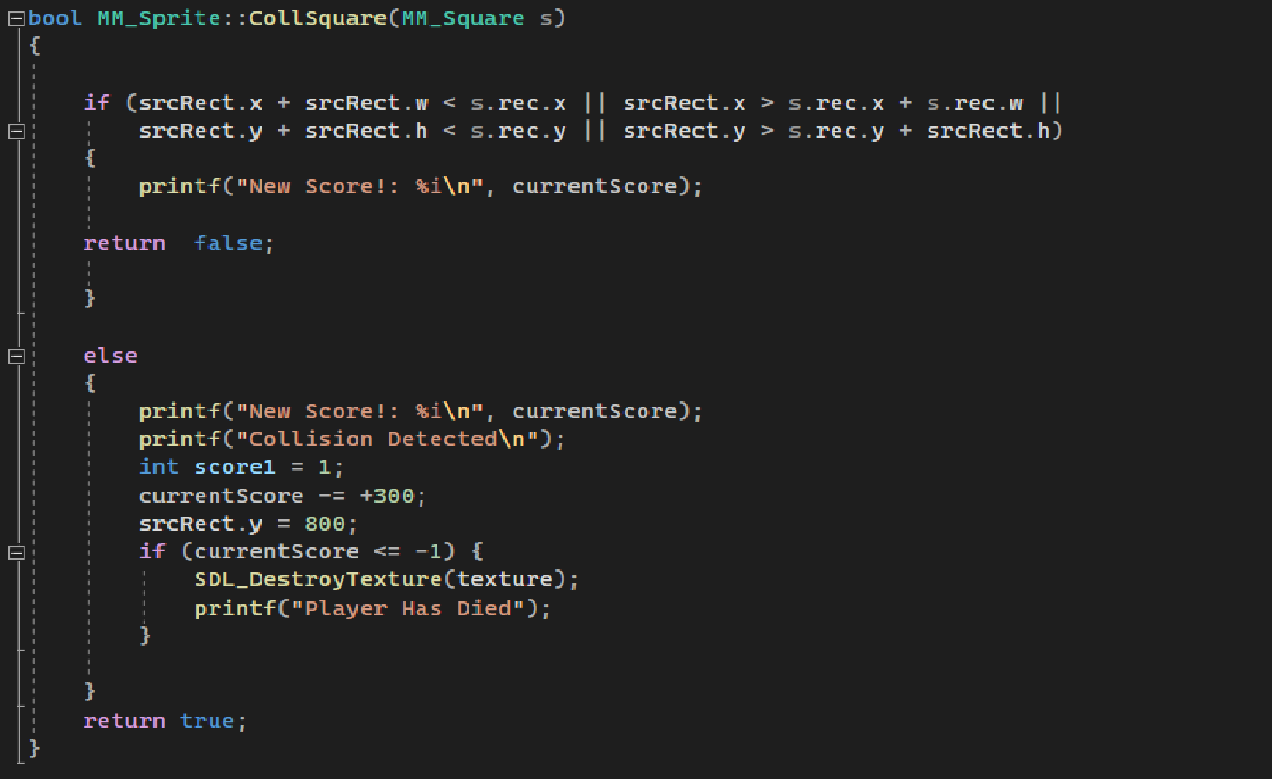 bool MM_Sprite::CollSquare(MM_Square s)
{
if (srcRect.x + srcRect.w < s.rec.x || srcRect.x > s.rec.x + s.rec.w ||
srcRect.y + srcRect.h < s.rec.y || srcRect.y > s.rec.y + srcRect.h)
{
printf("New Score!: %i\n", currentScore);
return  false;
}
else
{
printf("New Score!: %i\n", currentScore);
printf("Collision Detected\n");
int score1 = 1;
currentScore -= +300;
srcRect.y = 800;
if (currentScore <= -1) {
SDL_DestroyTexture(texture);
printf("Player Has Died");
}
}
return true;
}